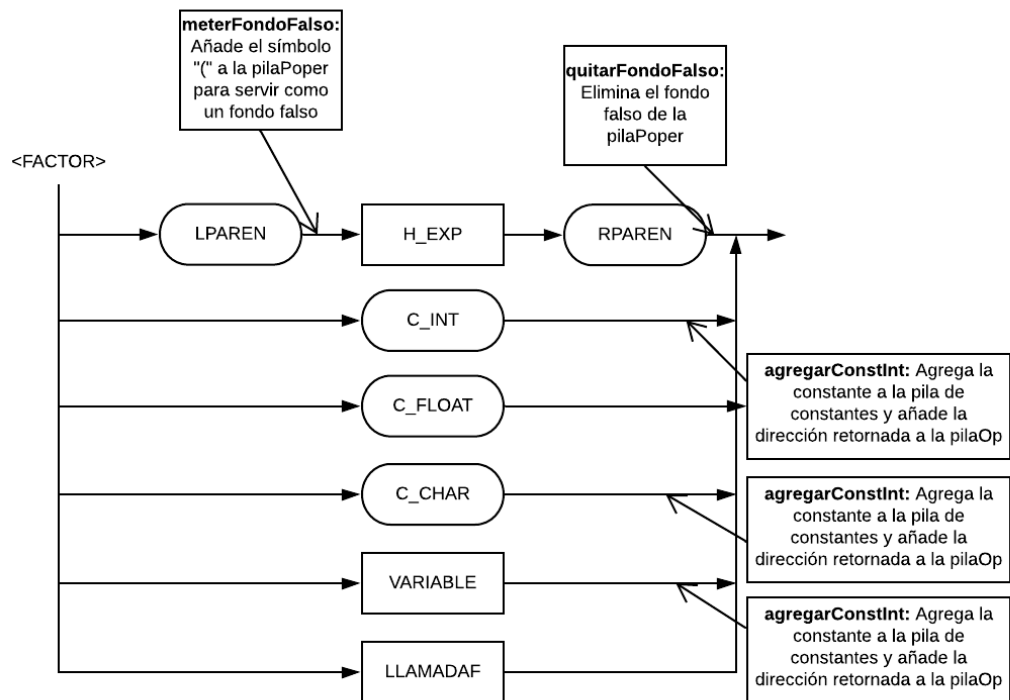 meterFondoFalso:
Añade el símbolo
"(" a la pilaPoper
para servir como
un fondo falso
quitarFondoFalso:
Elimina el fondo
falso de la
pilaPoper
<FACTOR>
LPAREN
H_EXP
RPAREN
C_INT
agregarConstInt: Agrega la
constante a la pila de
constantes y añade la
dirección retornada a la pilaOp
C_FLOAT
C_CHAR
agregarConstInt: Agrega la
constante a la pila de
constantes y añade la
dirección retornada a la pilaOp
VARIABLE
agregarConstInt: Agrega la
constante a la pila de
constantes y añade la
dirección retornada a la pilaOp
LLAMADAF